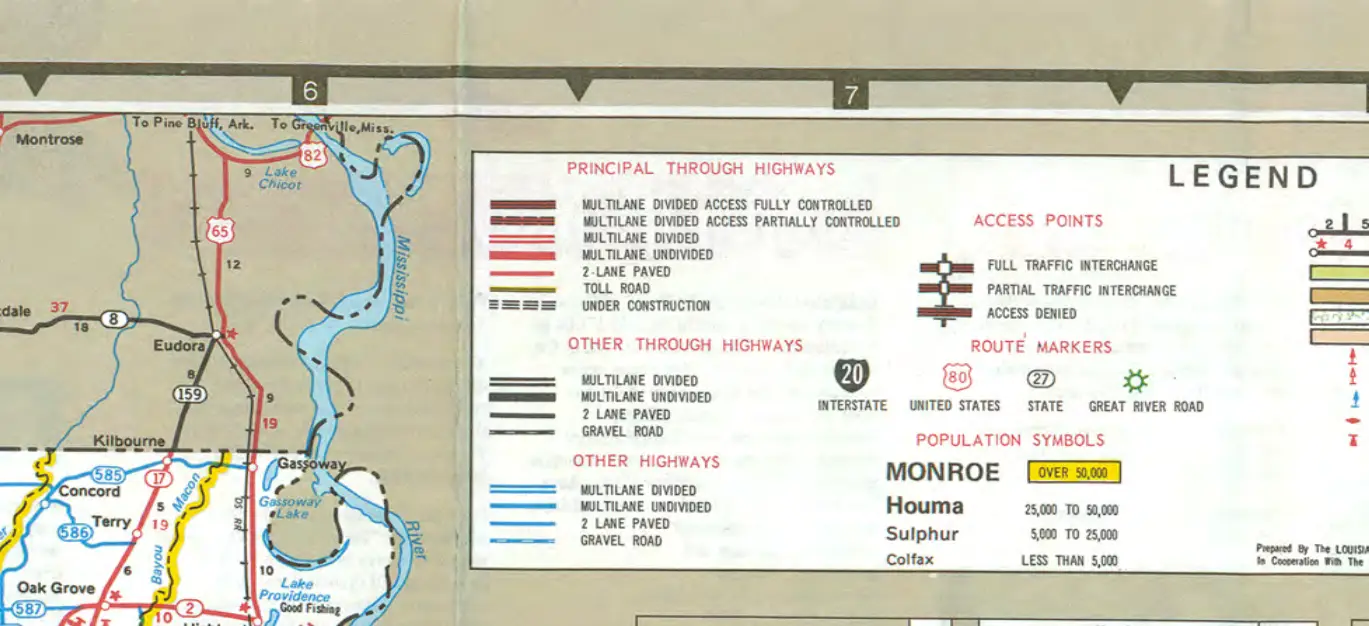 6
7
To Pine Bluff, Ark.
To Greenville, Miss.
Montrose
82
9
Lake
Chicot
65
12
Mississippi
37
18
8
Eudora
8
159
9
19
Kilbourne
Gassoway
585
17
Concord
Macon
Gassoway
Lake
5
Terry
19
586
River
Bayou
6
10
Oak Grove
Lake
Providence
Good Fishing
587
2
10
LEGEND
PRINCIPAL THROUGH HIGHWAYS
MULTILANE DIVIDED ACCESS FULLY CONTROLLED
MULTILANE DIVIDED ACCESS PARTIALLY CONTROLLED
MULTILANE DIVIDED
MULTILANE UNDIVIDED
2-LANE PAVED
TOLL ROAD
UNDER CONSTRUCTION
OTHER THROUGH HIGHWAYS
MULTILANE DIVIDED
MULTILANE UNDIVIDED
2 LANE PAVED
GRAVEL ROAD
OTHER HIGHWAYS
MULTILANE DIVIDED
MULTILANE UNDIVIDED
2 LANE PAVED
GRAVEL ROAD
ACCESS POINTS
FULL TRAFFIC INTERCHANGE
PARTIAL TRAFFIC INTERCHANGE
ACCESS DENIED
ROUTE MARKERS
20
80
27
INTERSTATE UNITED STATES STATE GREAT RIVER ROAD
POPULATION SYMBOLS
MONROE OVER 50,000
Houma 25,000 TO 50,000
Sulphur 5,000 TO 25,000
Colfax LESS THAN 5,000
2 5
4
Prepared By The
In Cooperation With The